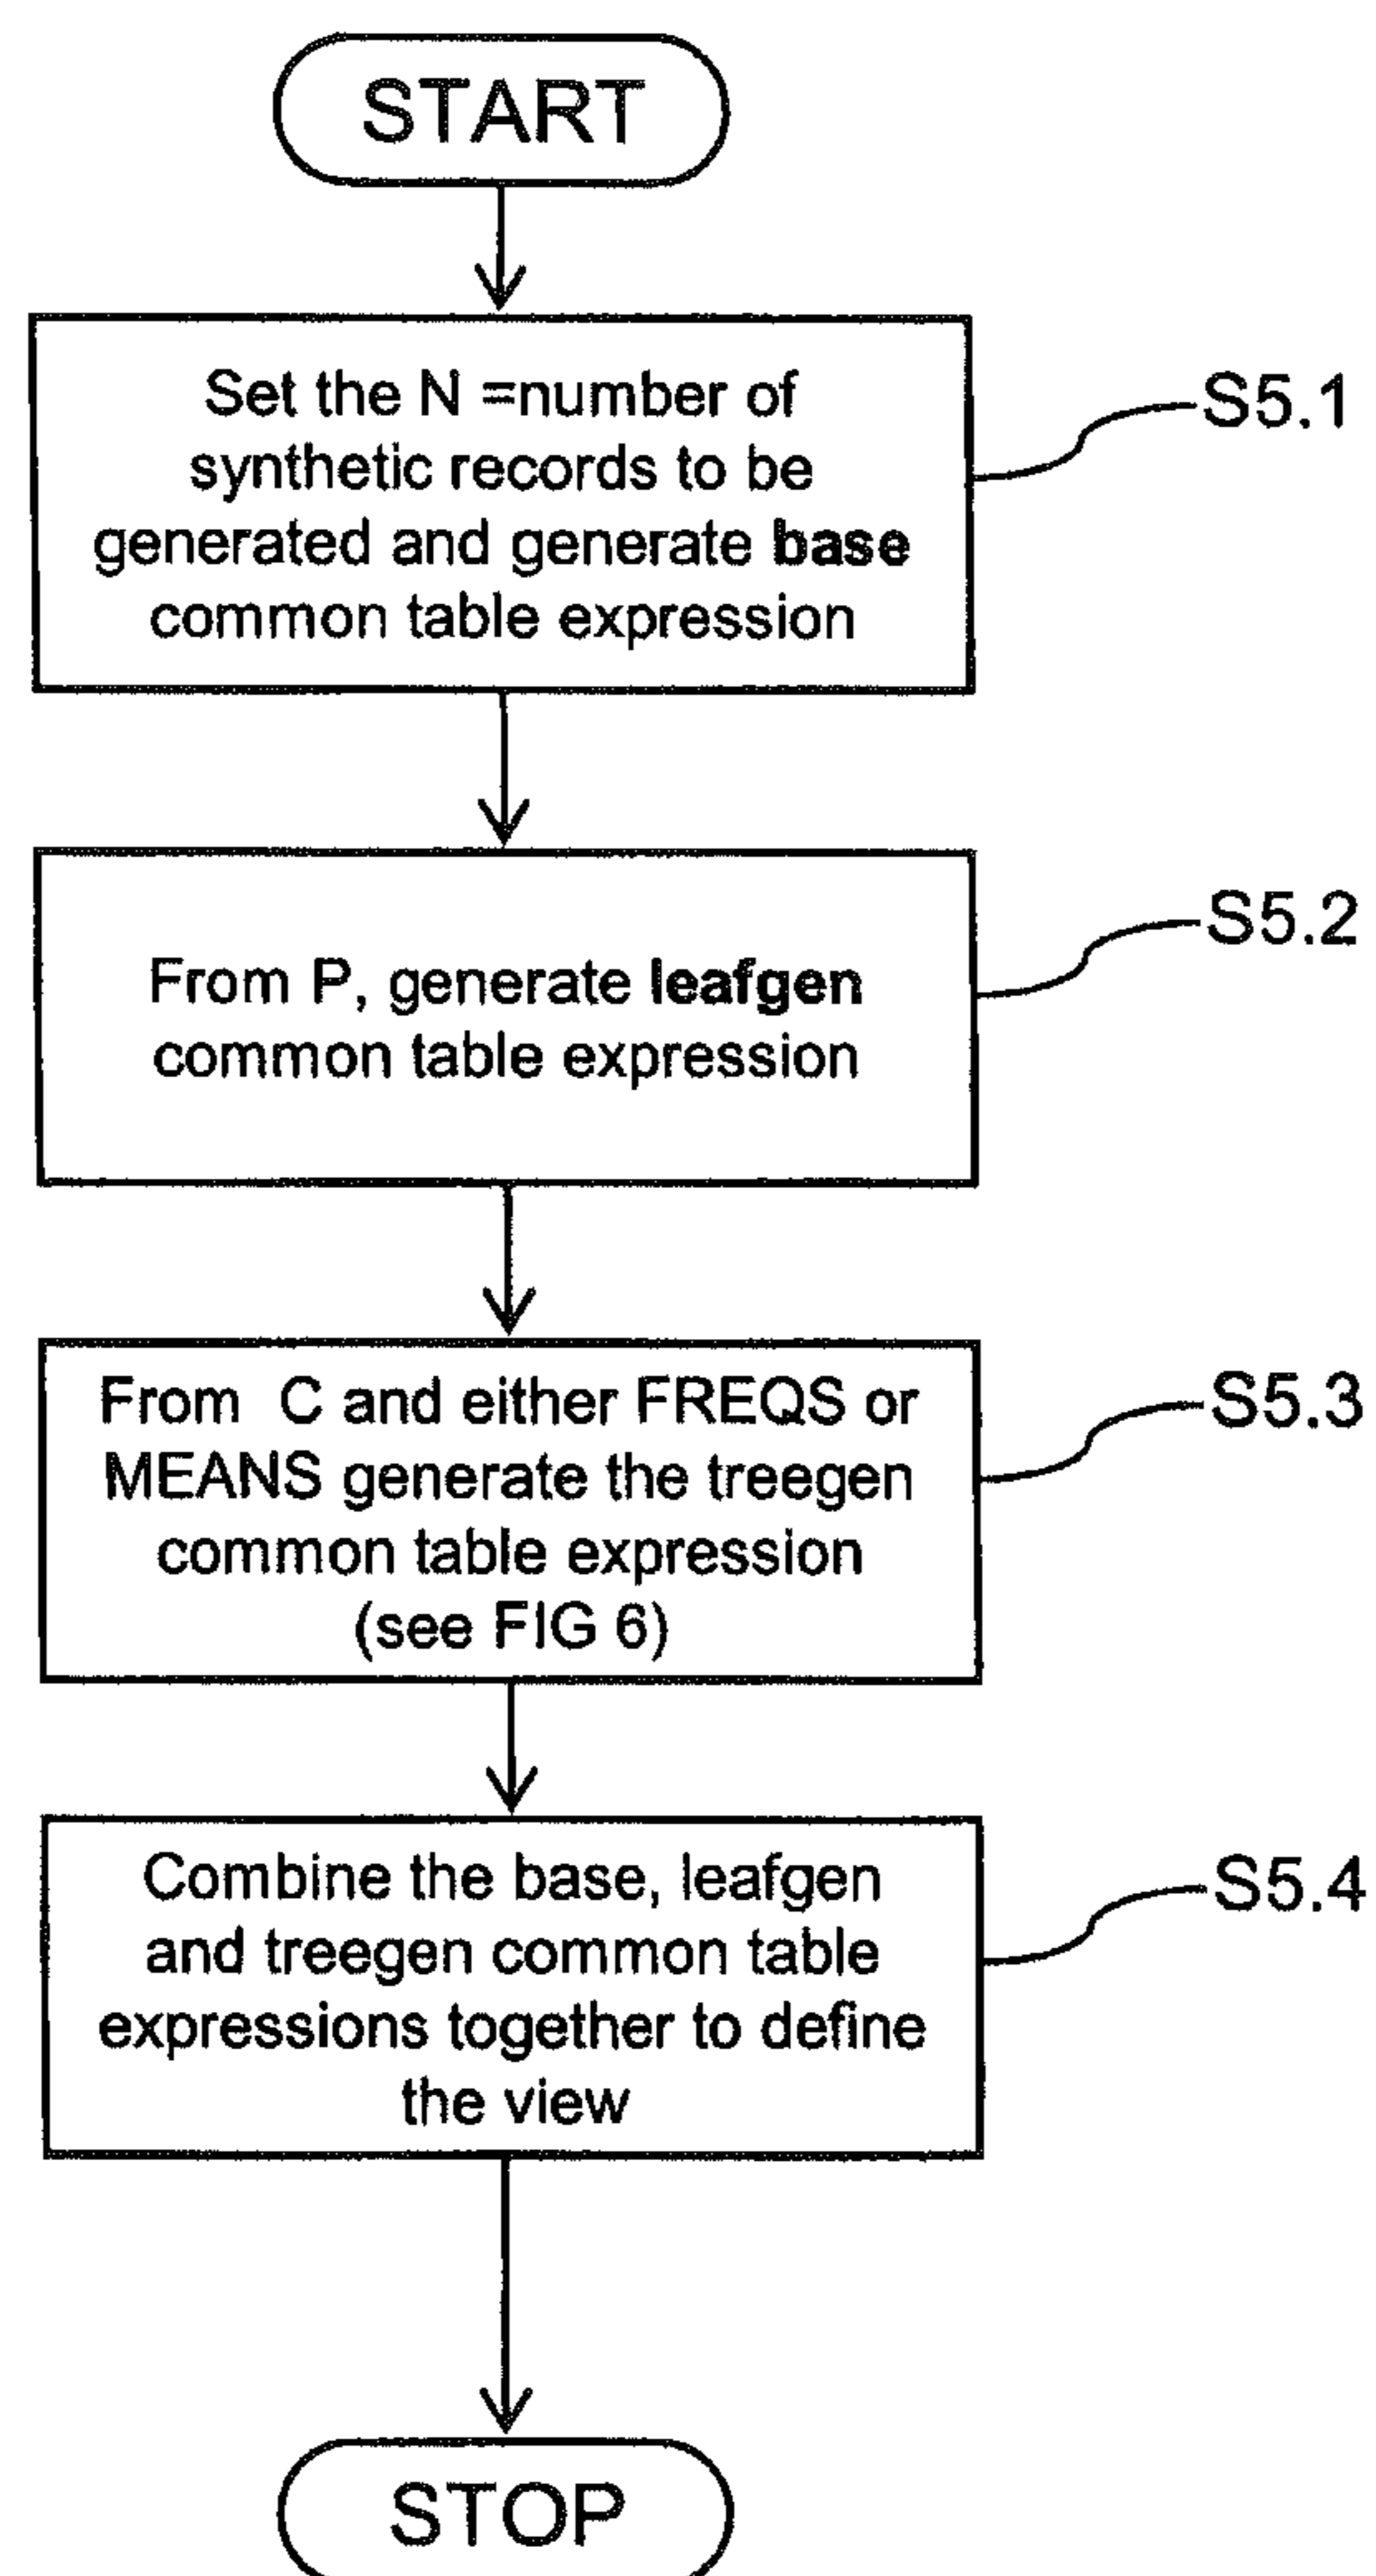 START
Set the N =number of
synthetic records to be
generated and generate base
common table expression
S5.1
From P, generate leafgen
common table expression
S5.2
From C and either FREQS or
MEANS generate the treegen
common table expression
(see FIG 6)
S5.3
Combine the base, leafgen
and treegen common table
expressions together to define
the view
S5.4
STOP